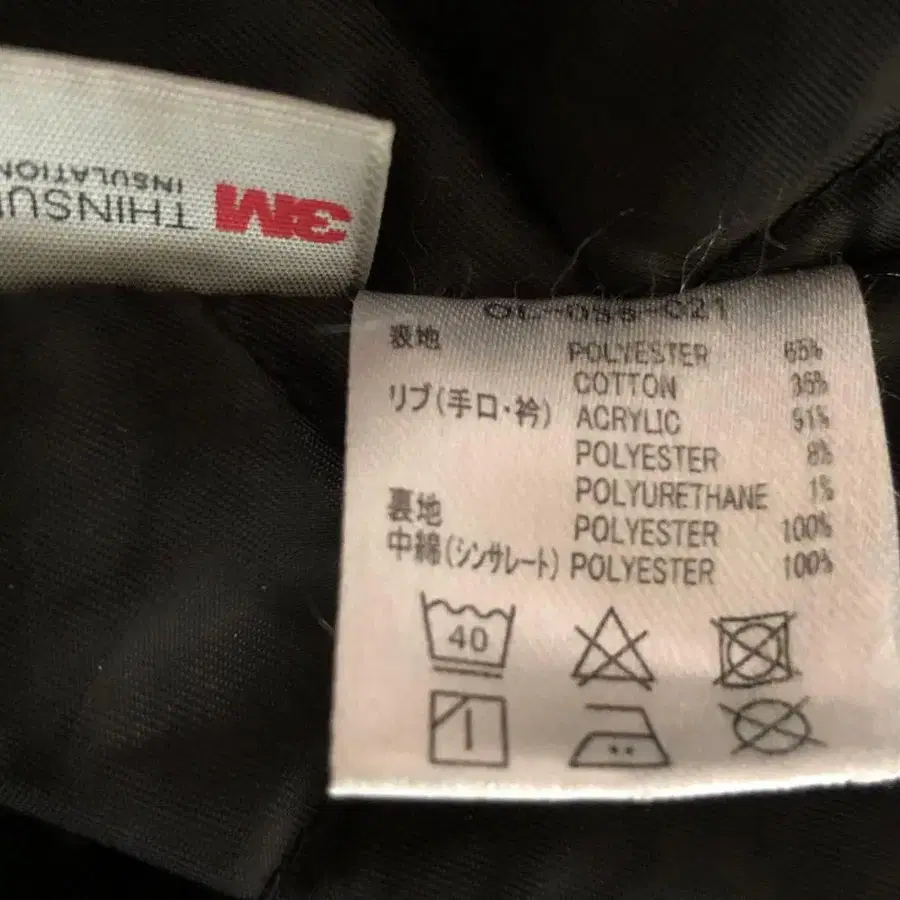 3M THINSU
INSULATION
表地 POLYESTER 65%
COTTON 35%
リブ(手口・衿) ACRYLIC 91%
POLYESTER 8%
POLYURETHANE 1%
裏地 POLYESTER 100%
中綿(シンサレート) POLYESTER 100%
40